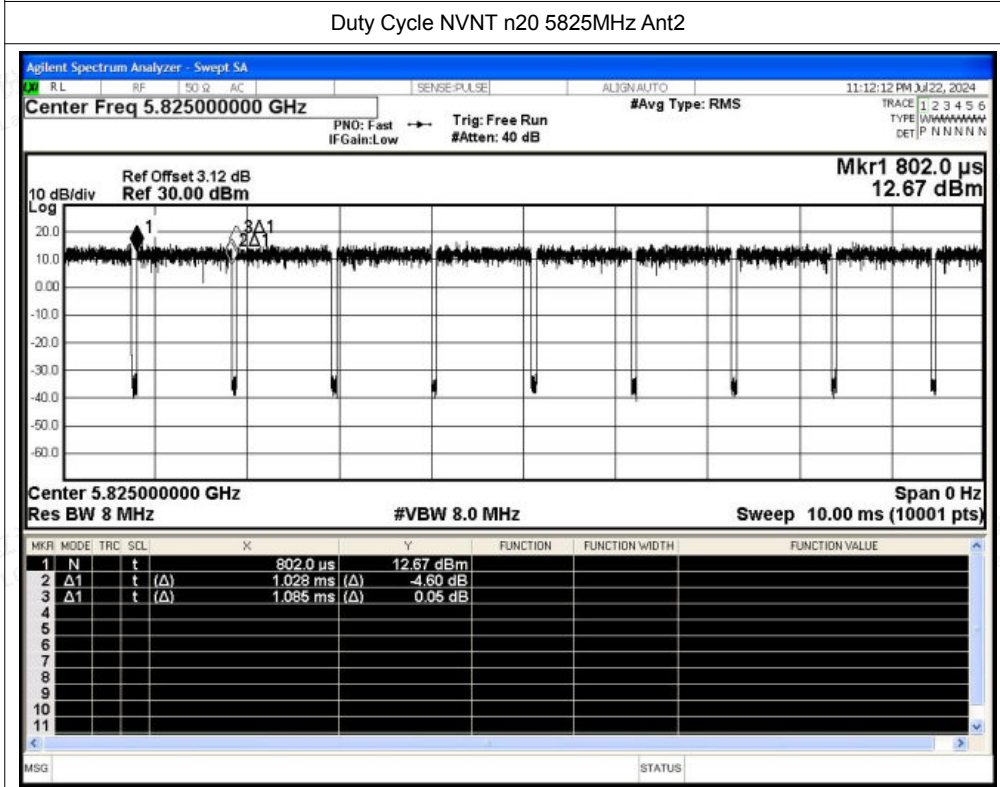 Duty Cycle NVNT n20 5825MHz Ant2
Agilent Spectrum Analyzer - Swept SA
RL RF 50 Ω AC SENSE:PULSE ALIGN AUTO 11:12:12 PM Jul 22, 2024
Center Freq 5.825000000 GHz #Avg Type: RMS TRACE 1 2 3 4 5 6
PNO: Fast Trig: Free Run TYPE
IFGain:Low #Atten: 40 dB DET P N N N N N
Mkr1 802.0 µs
Ref Offset 3.12 dB
10 dB/div Ref 30.00 dBm 12.67 dBm
Log
1 3Δ1
2Δ1
20.0
10.0
0.00
-10.0
-20.0
-30.0
-40.0
-50.0
-60.0
Center 5.825000000 GHz Span 0 Hz
Res BW 8 MHz #VBW 8.0 MHz Sweep 10.00 ms (10001 pts)
MKR MODE TRC SCL X Y FUNCTION FUNCTION WIDTH FUNCTION VALUE
1 N t 802.0 µs 12.67 dBm
2 Δ1 t (Δ) 1.028 ms (Δ) -4.60 dB
3 Δ1 t (Δ) 1.085 ms (Δ) 0.05 dB
4
5
6
7
8
9
10
11
MSG STATUS